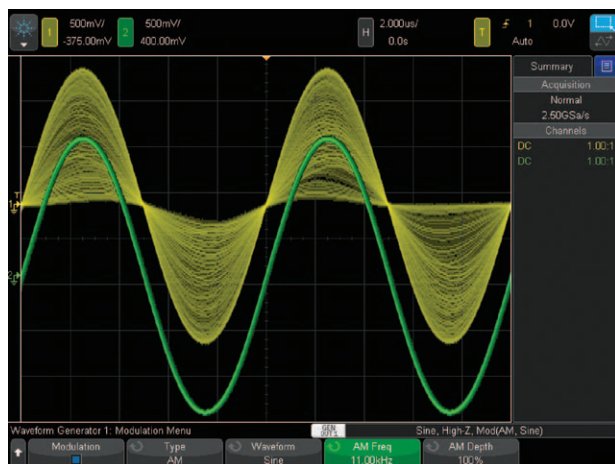 1 500mV/ -375.00mV
2 500mV/ 400.00mV
H 2.000us/ 0.0s
T 1 0.0V
Auto
Summary
Acquisition
Normal
2.50GSa/s
Channels
DC 1.00:1
DC 1.00:1
T
1
2
Waveform Generator 1: Modulation Menu
GEN OUT1
Sine, High-Z, Mod(AM, Sine)
Modulation
Type
AM
Waveform
Sine
AM Freq
11.00kHz
AM Depth
100%